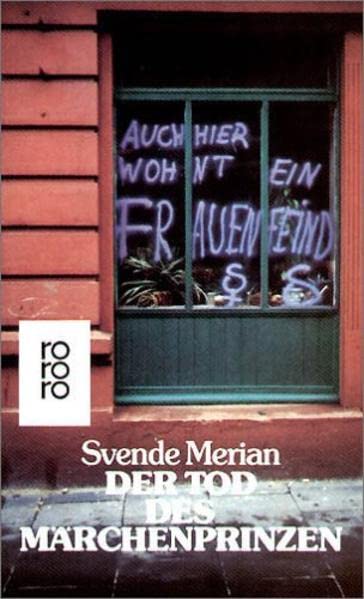 AUCH HIER
WOHNT EIN
FRAUENFEIND
ro
ro
ro
Svende Merian
DER TOD
DES
MÄRCHENPRINZEN